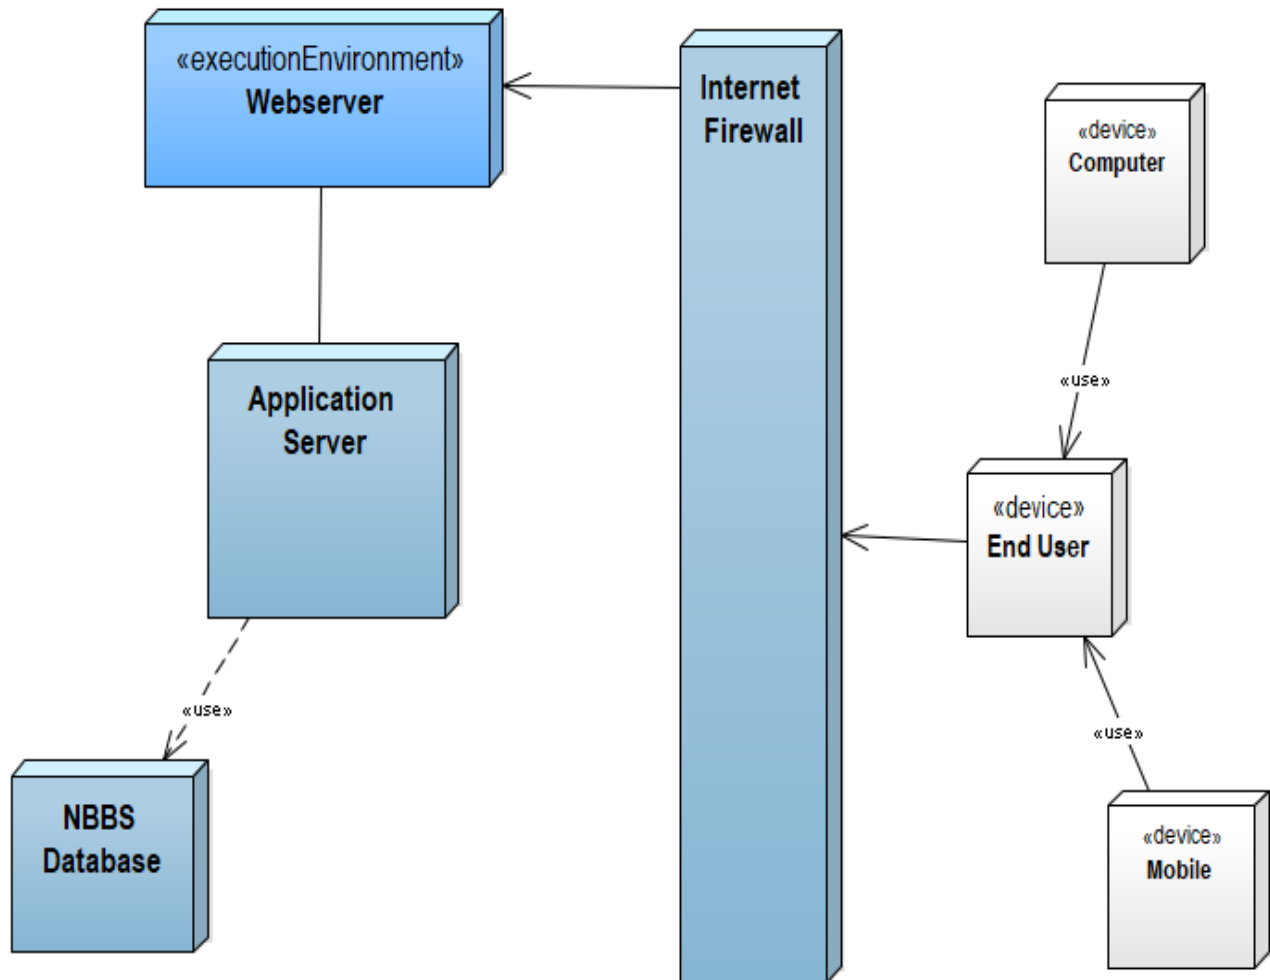 «executionEnvironment»
Webserver
Internet
Firewall
«device»
Computer
«use»
Application
Server
«device»
End User
«use»
«use»
NBBS
Database
«device»
Mobile